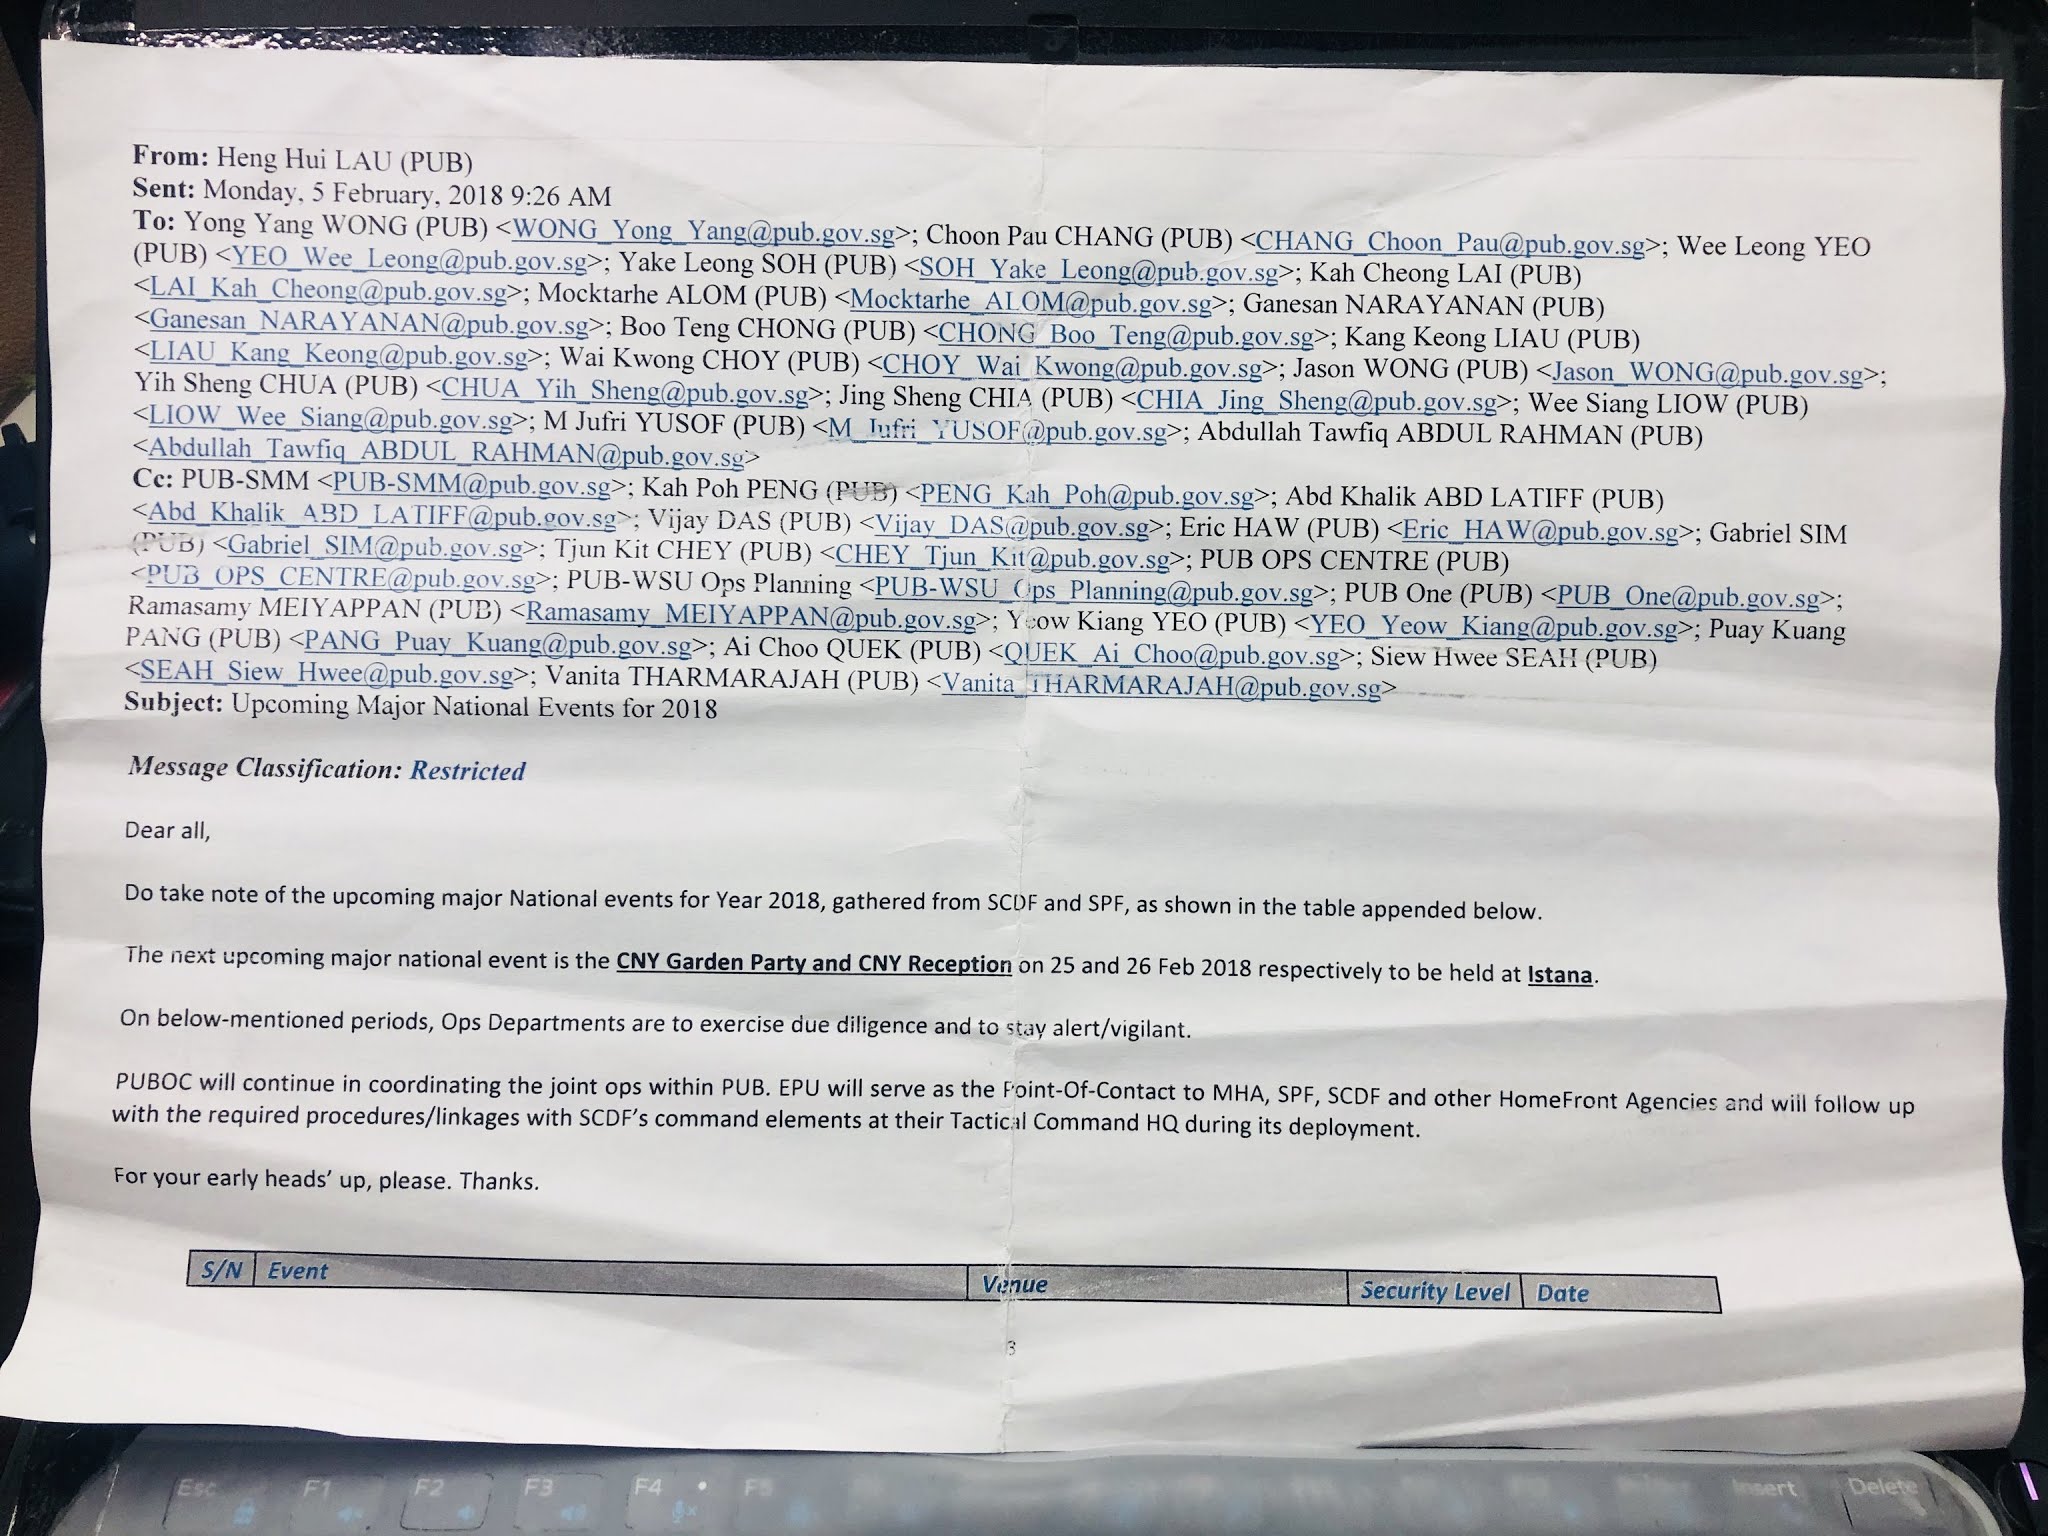 From: Heng Hui LAU (PUB)
Sent: Monday, 5 February, 2018 9:26 AM
To: Yong Yang WONG (PUB) <WONG_Yong_Yang@pub.gov.sg>; Choon Pau CHANG (PUB) <CHANG_Choon_Pau@pub.gov.sg>; Wee Leong YEO
(PUB) <YEO_Wee_Leong@pub.gov.sg>; Yake Leong SOH (PUB) <SOH_Yake_Leong@pub.gov.sg>; Kah Cheong LAI (PUB)
<LAI_Kah_Cheong@pub.gov.sg>; Mocktarhe ALOM (PUB) <Mocktarhe_ALOM@pub.gov.sg>; Ganesan NARAYANAN (PUB)
<Ganesan_NARAYANAN@pub.gov.sg>; Boo Teng CHONG (PUB) <CHONG_Boo_Teng@pub.gov.sg>; Kang Keong LIAU (PUB)
<LIAU_Kang_Keong@pub.gov.sg>; Wai Kwong CHOY (PUB) <CHOY_Wai_Kwong@pub.gov.sg>; Jason WONG (PUB) <Jason_WONG@pub.gov.sg>;
Yih Sheng CHUA (PUB) <CHUA_Yih_Sheng@pub.gov.sg>; Jing Sheng CHIA (PUB) <CHIA_Jing_Sheng@pub.gov.sg>; Wee Siang LIOW (PUB)
<LIOW_Wee_Siang@pub.gov.sg>; M Jufri YUSOF (PUB) <M_Jufri_YUSOF@pub.gov.sg>; Abdullah Tawfiq ABDUL RAHMAN (PUB)
<Abdullah_Tawfiq_ABDUL_RAHMAN@pub.gov.sg>
Cc: PUB-SMM <PUB-SMM@pub.gov.sg>; Kah Poh PENG (PUB) <PENG_Kah_Poh@pub.gov.sg>; Abd Khalik ABD LATIFF (PUB)
<Abd_Khalik_ABD_LATIFF@pub.gov.sg>; Vijay DAS (PUB) <Vijay_DAS@pub.gov.sg>; Eric HAW (PUB) <Eric_HAW@pub.gov.sg>; Gabriel SIM
(PUB) <Gabriel_SIM@pub.gov.sg>; Tjun Kit CHEY (PUB) <CHEY_Tjun_Kit@pub.gov.sg>; PUB OPS CENTRE (PUB)
<PUB_OPS_CENTRE@pub.gov.sg>; PUB-WSU Ops Planning <PUB-WSU_Ops_Planning@pub.gov.sg>; PUB One (PUB) <PUB_One@pub.gov.sg>;
Ramasamy MEIYAPPAN (PUB) <Ramasamy_MEIYAPPAN@pub.gov.sg>; Yeow Kiang YEO (PUB) <YEO_Yeow_Kiang@pub.gov.sg>; Puay Kuang
PANG (PUB) <PANG_Puay_Kuang@pub.gov.sg>; Ai Choo QUEK (PUB) <QUEK_Ai_Choo@pub.gov.sg>; Siew Hwee SEAH (PUB)
<SEAH_Siew_Hwee@pub.gov.sg>; Vanita THARMARAJAH (PUB) <Vanita_THARMARAJAH@pub.gov.sg>
Subject: Upcoming Major National Events for 2018
Message Classification: Restricted
Dear all,
Do take note of the upcoming major National events for Year 2018, gathered from SCDF and SPF, as shown in the table appended below.
The next upcoming major national event is the CNY Garden Party and CNY Reception on 25 and 26 Feb 2018 respectively to be held at Istana.
On below-mentioned periods, Ops Departments are to exercise due diligence and to stay alert/vigilant.
PUBOC will continue in coordinating the joint ops within PUB. EPU will serve as the Point-Of-Contact to MHA, SPF, SCDF and other HomeFront Agencies and will follow up
with the required procedures/linkages with SCDF's command elements at their Tactical Command HQ during its deployment.
For your early heads' up, please. Thanks.
S/N Event Venue Security Level Date
3
Esc F1 F2 F3 F4 F5 Insert Delete